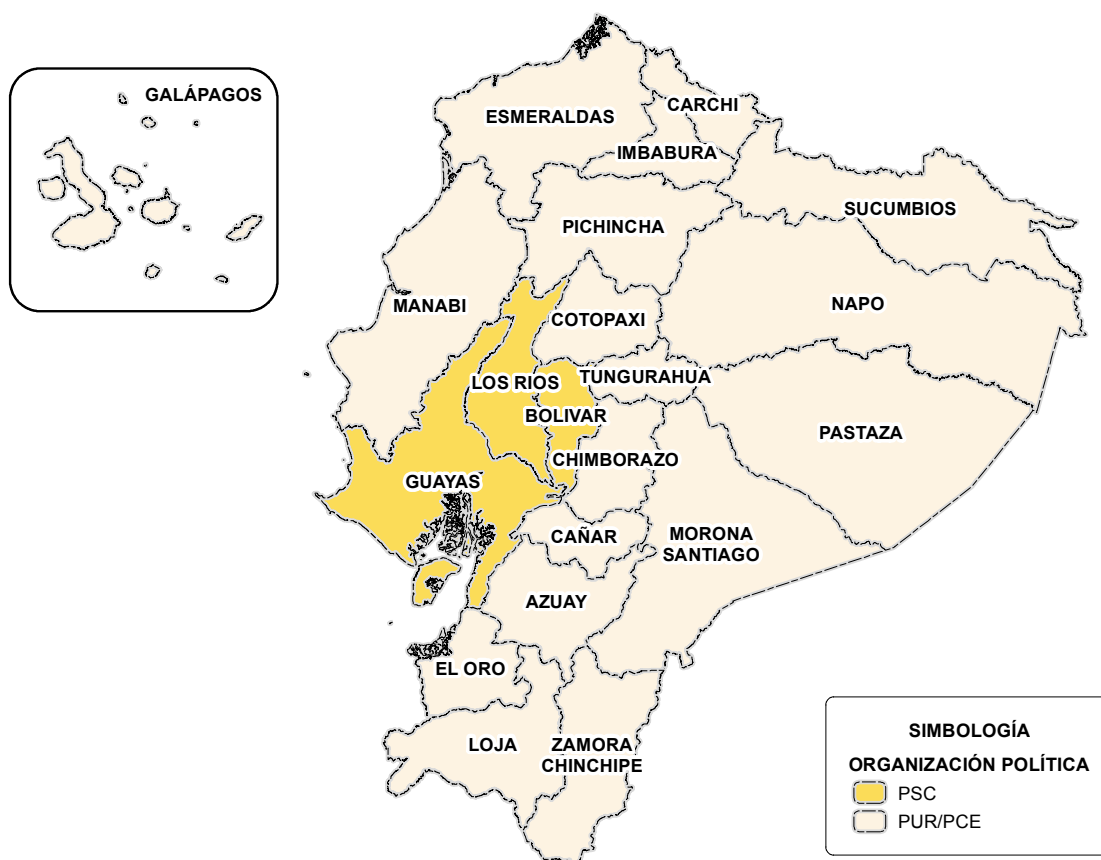 GALÁPAGOS
ESMERALDAS
CARCHI
IMBABURA
SUCUMBIOS
PICHINCHA
MANABI
NAPO
COTOPAXI
LOS RIOS
TUNGURAHUA
BOLIVAR
PASTAZA
CHIMBORAZO
GUAYAS
CAÑAR
MORONA
SANTIAGO
AZUAY
EL ORO
LOJA
ZAMORA
CHINCHIPE
SIMBOLOGÍA
ORGANIZACIÓN POLÍTICA
PSC
PUR/PCE